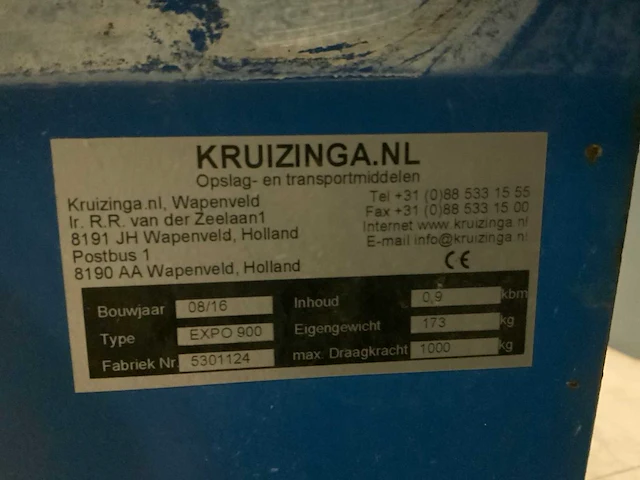 KRUIZINGA.NL
Opslag- en transportmiddelen
Kruizinga.nl, Wapenveld
Ir. R.R. van der Zeelaan1
8191 JH Wapenveld, Holland
Postbus 1
8190 AA Wapenveld, Holland
Tel +31 (0)88 533 15 55
Fax +31 (0)88 533 15 00
Internet www.kruizinga.nl
E-mail info@kruizinga.nl
CE
Bouwjaar 08/16
Type EXPO 900
Fabriek Nr. 5301124
Inhoud 0,9 kbm
Eigengewicht 173 kg
max. Draagkracht 1000 kg